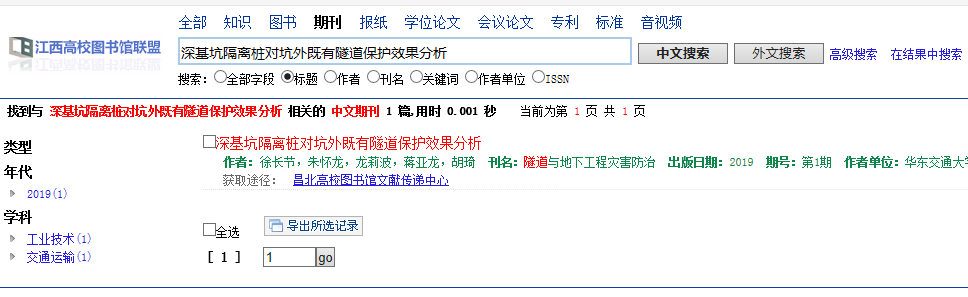 全部 知识 图书 期刊 报纸 学位论文 会议论文 专利 标准 音视频
江西高校图书馆联盟
深基坑隔离桩对坑外既有隧道保护效果分析 中文搜索 外文搜索 高级搜索 在结果中搜索
搜索: 全部字段 标题 作者 刊名 关键词 作者单位 ISSN
找到与 深基坑隔离桩对坑外既有隧道保护效果分析 相关的 中文期刊 1 篇,用时 0.001 秒 当前为第 1 页 共 1 页
类型
年代
2019(1)
学科
工业技术(1)
交通运输(1)
深基坑隔离桩对坑外既有隧道保护效果分析
作者: 徐长节, 朱怀龙, 龙莉波, 蒋亚龙, 胡琦 刊名: 隧道与地下工程灾害防治 出版日期: 2019 期号: 第1期 作者单位: 华东交通大学
获取途径: 昌北高校图书馆文献传递中心
全选 导出所选记录
[ 1 ] 1 go